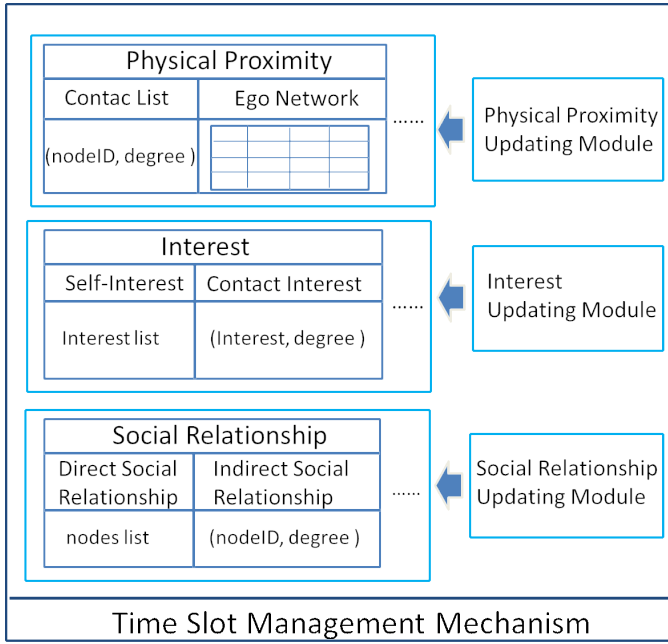 Physical Proximity
Contac List
Ego Network
(nodeID, degree )
......
Physical Proximity
Updating Module
Interest
Self-Interest
Contact Interest
Interest list
(Interest, degree )
......
Interest
Updating Module
Social Relationship
Direct Social
Relationship
Indirect Social
Relationship
nodes list
(nodeID, degree )
......
Social Relationship
Updating Module
Time Slot Management Mechanism